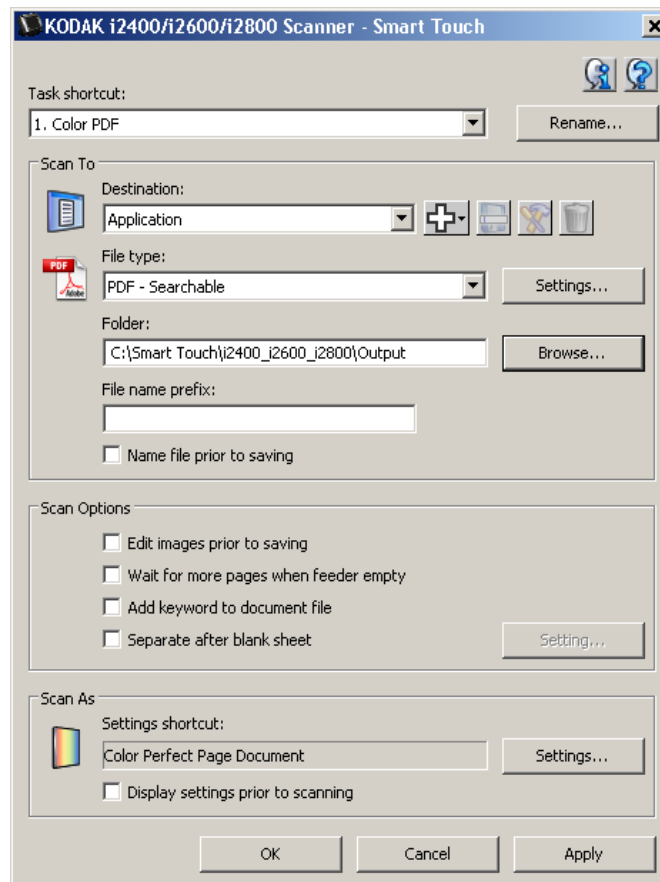 KODAK i2400/i2600/i2800 Scanner - Smart Touch
Task shortcut:
1. Color PDF
Rename...
Scan To
Destination:
Application
File type:
PDF
Adobe
PDF - Searchable
Settings...
Folder:
C:\Smart Touch\i2400_i2600_i2800\Output
Browse...
File name prefix:
Name file prior to saving
Scan Options
Edit images prior to saving
Wait for more pages when feeder empty
Add keyword to document file
Separate after blank sheet
Setting...
Scan As
Settings shortcut:
Color Perfect Page Document
Settings...
Display settings prior to scanning
OK
Cancel
Apply